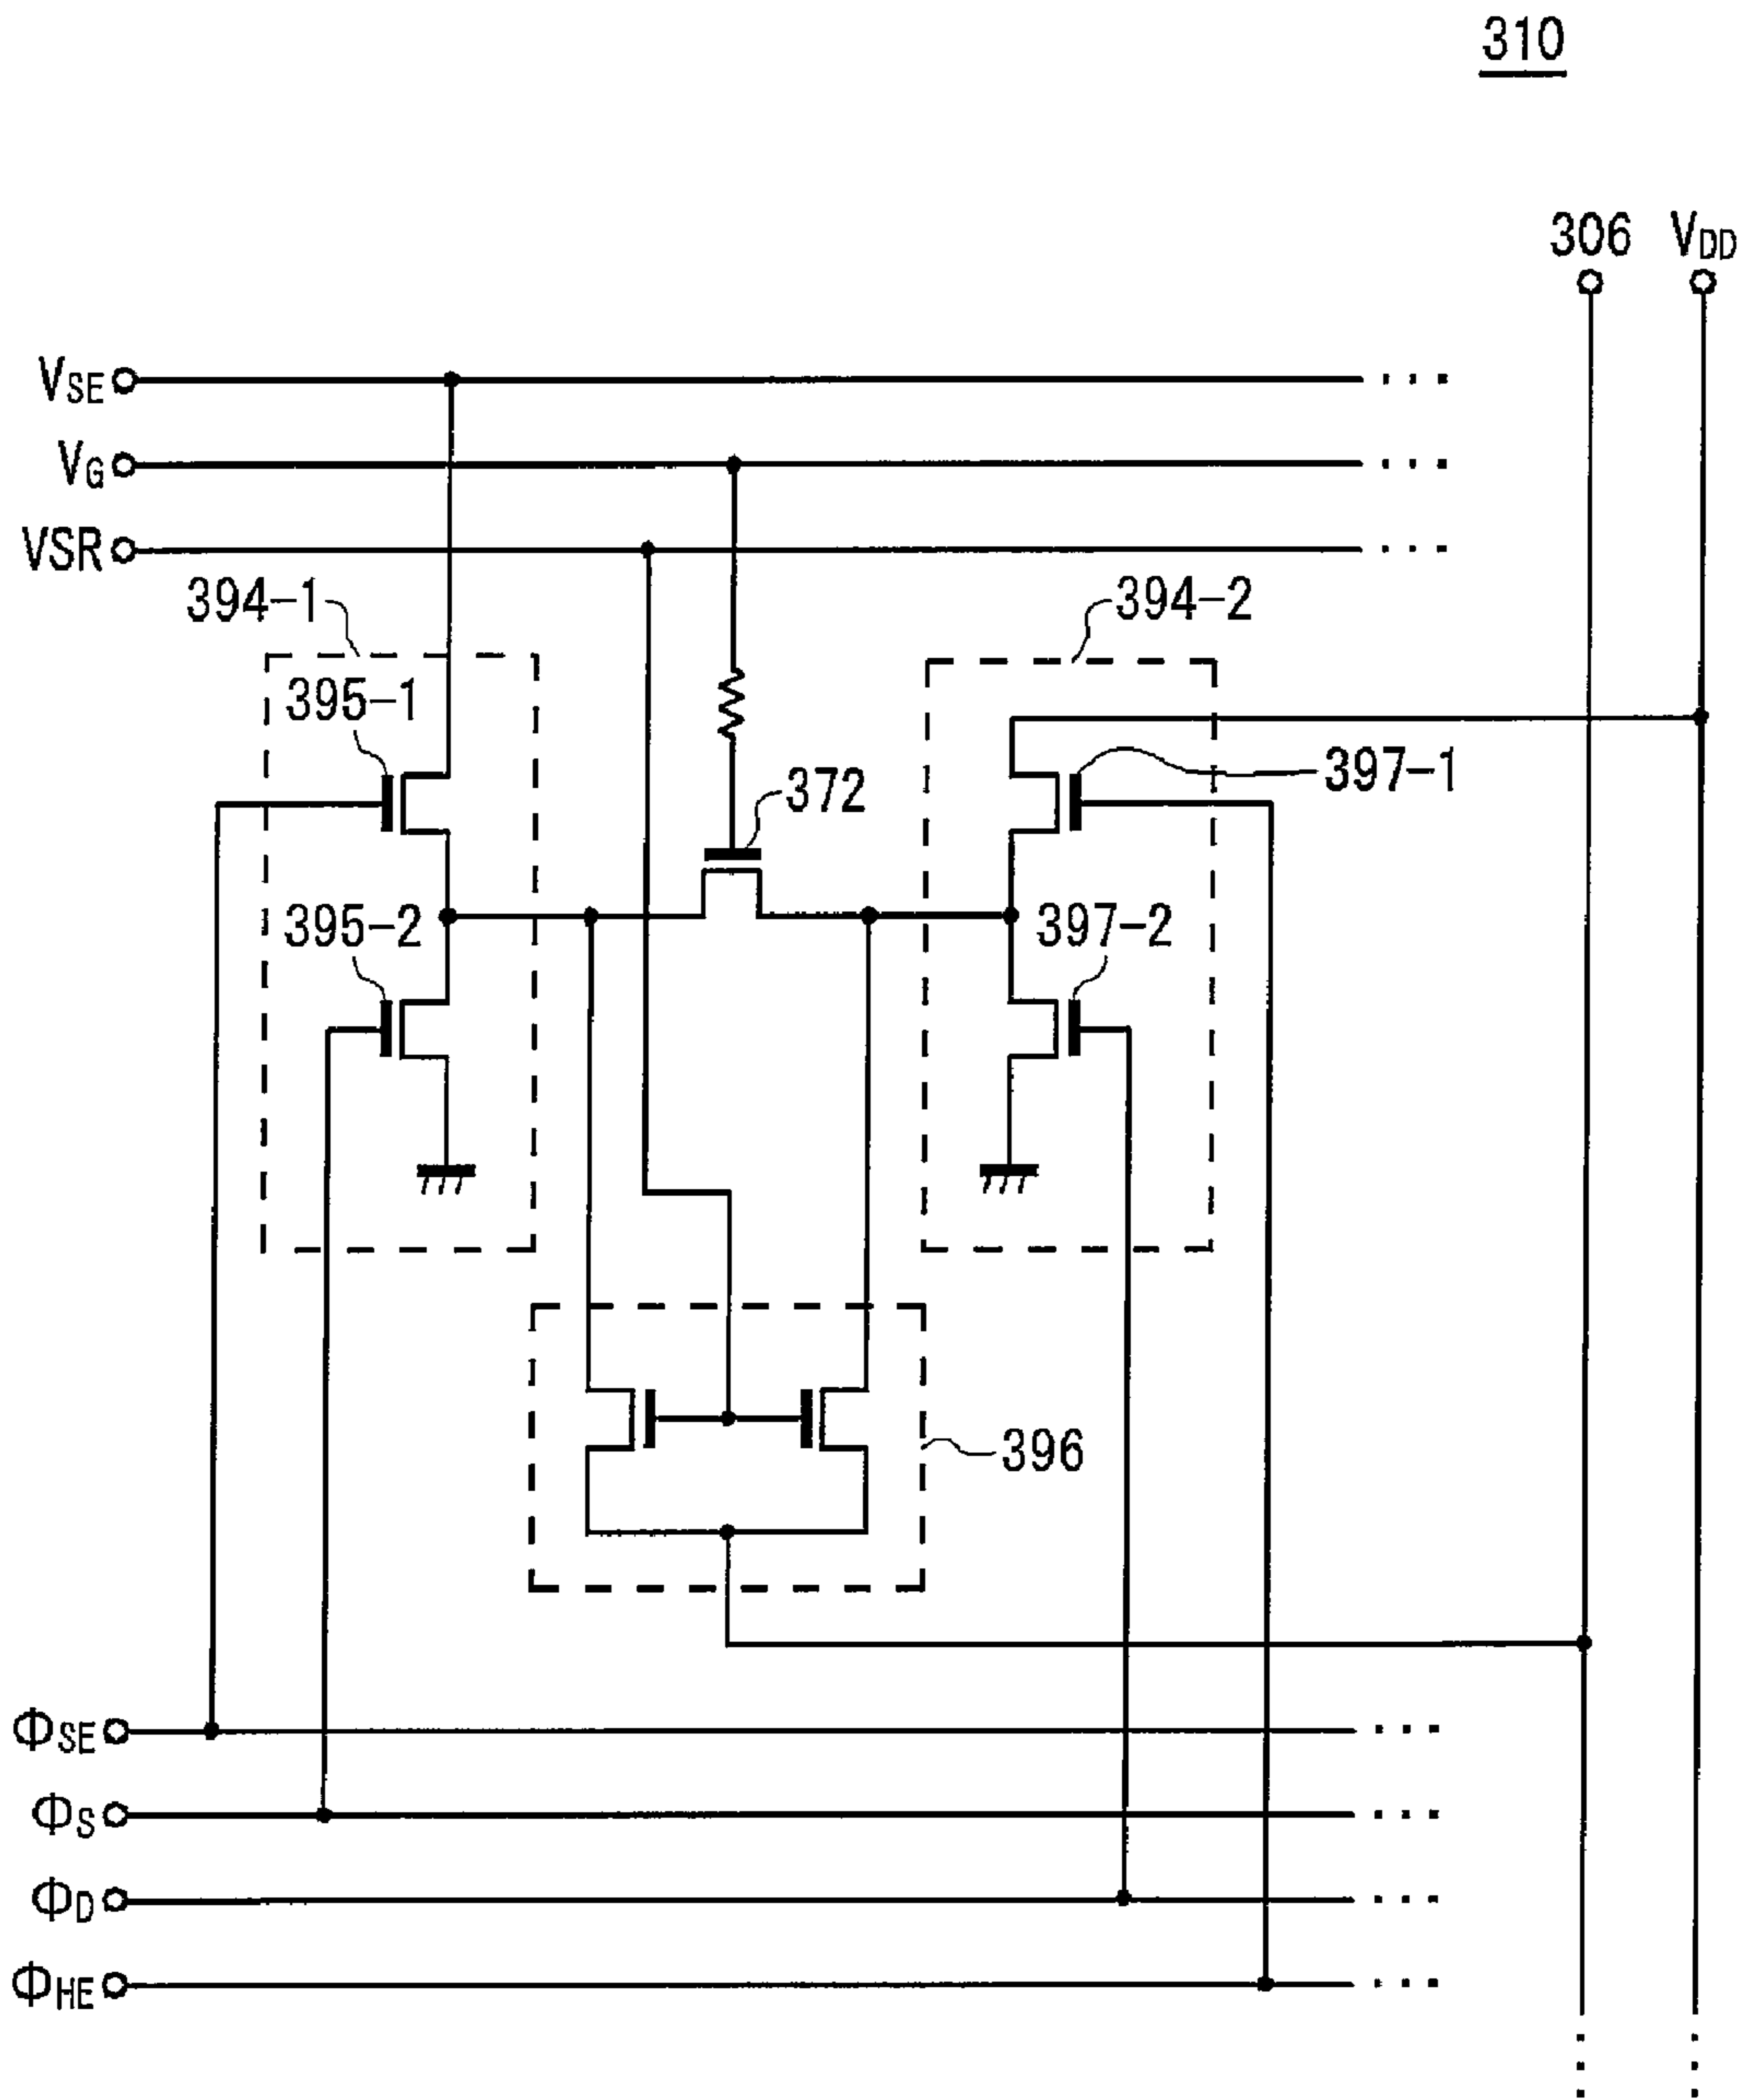 310
306 VDD
VSE
VG
VSR
394-1
394-2
395-1
397-1
372
395-2
397-2
396
ΦSE
ΦS
ΦD
ΦHE